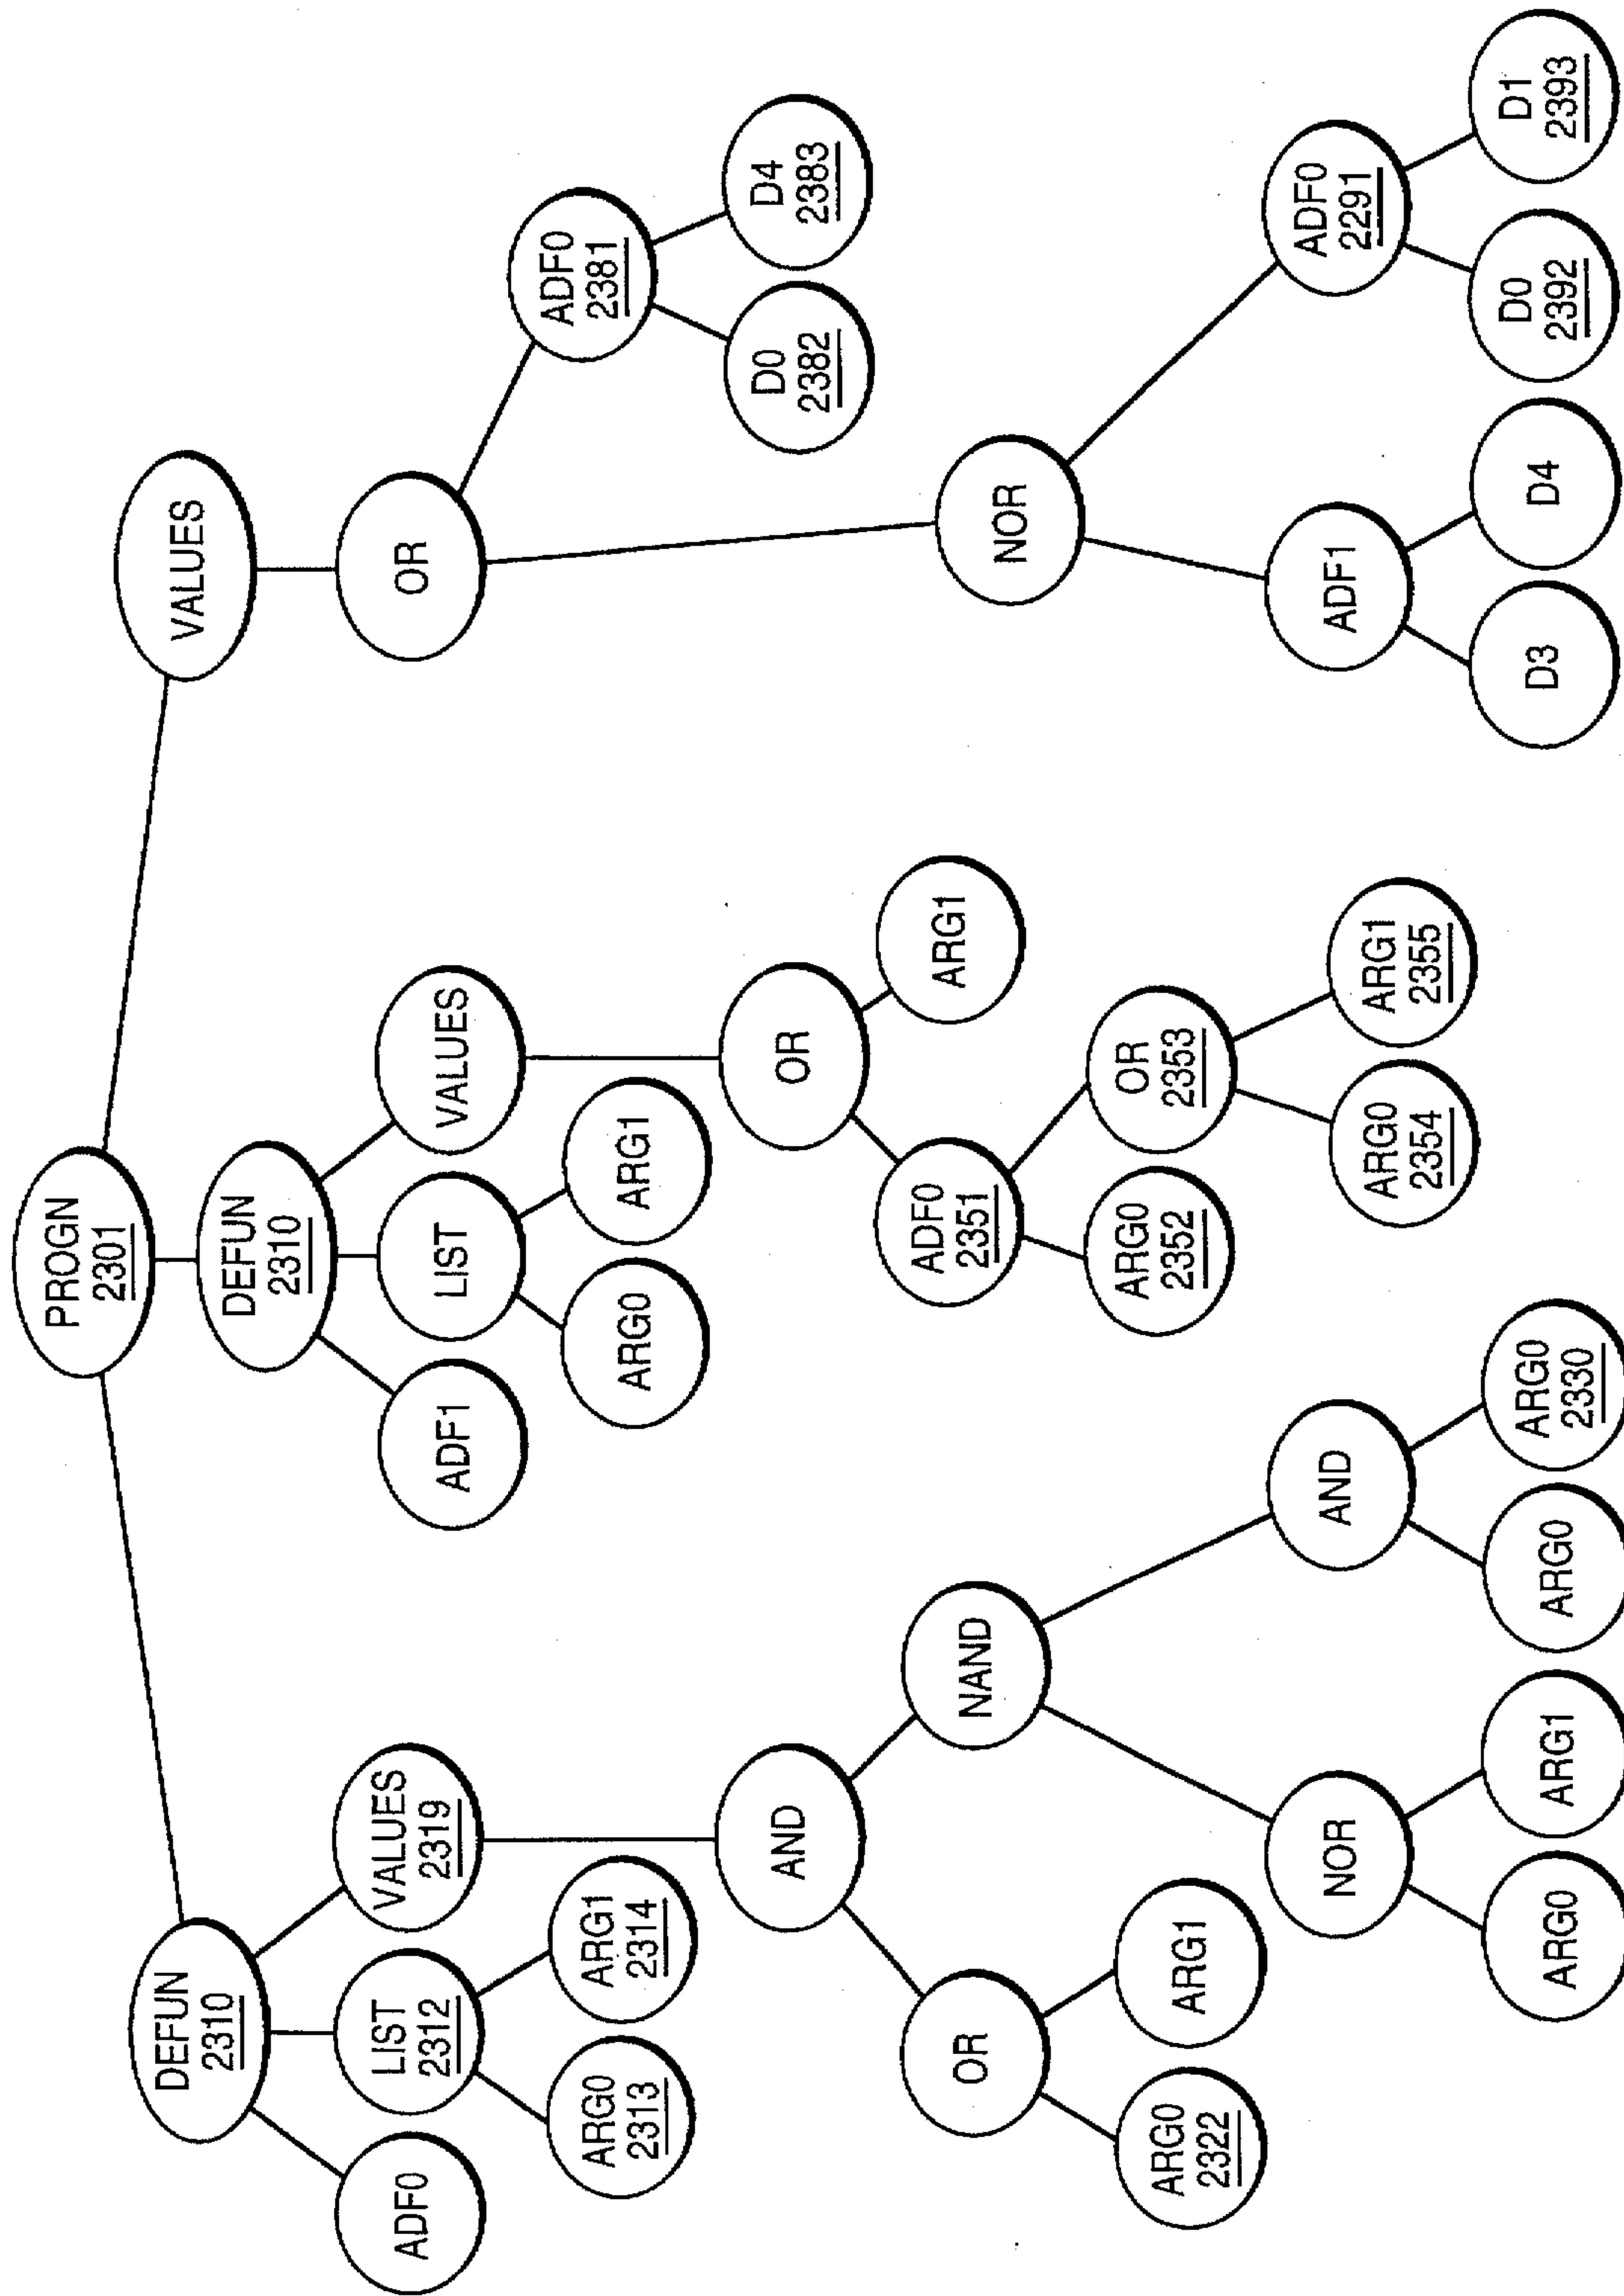 PROGN
2301
DEFUN
2310
ADF0
LIST
2312
ARG0
2313
ARG1
2314
VALUES
2319
AND
OR
ARG0
2322
ARG1
NAND
NOR
ARG0
ARG1
AND
ARG0
ARG0
2330
DEFUN
2310
ADF1
LIST
ARG0
ARG1
VALUES
OR
ADF0
2351
ARG0
2352
OR
2353
ARG0
2354
ARG1
2355
ARG1
VALUES
OR
NOR
ADF1
D3
D4
ADF0
2291
D0
2392
D1
2393
ADF0
2381
D0
2382
D4
2383